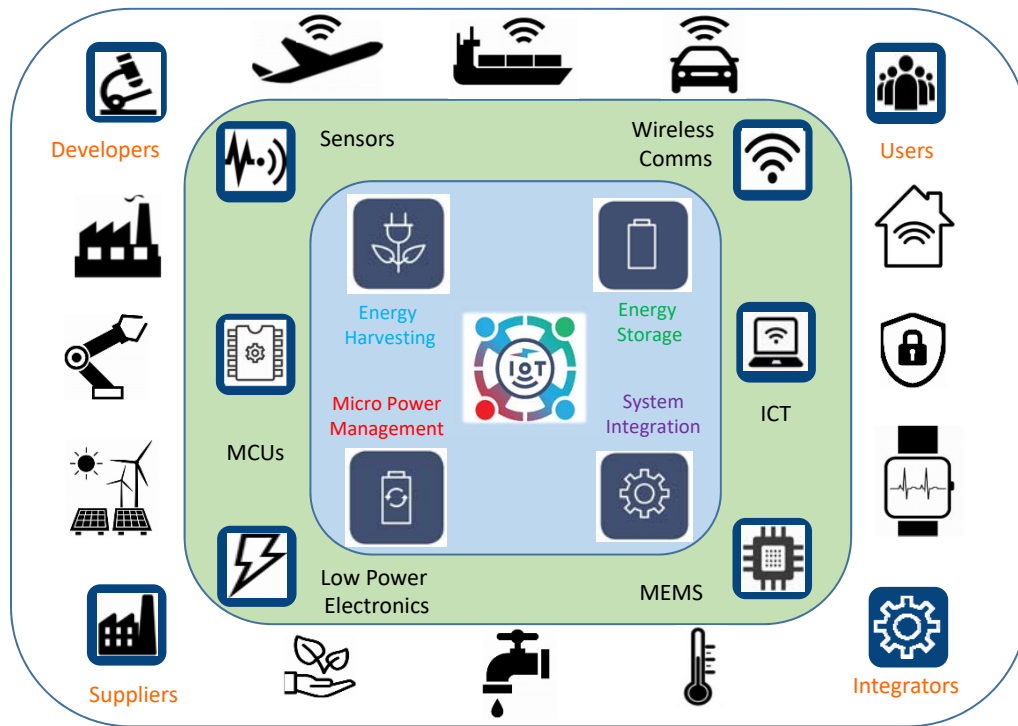 Developers
Users
Sensors
Wireless
Comms
Energy
Harvesting
Energy
Storage
IoT
Micro Power
Management
System
Integration
MCUs
ICT
Low Power
Electronics
MEMS
Suppliers
Integrators